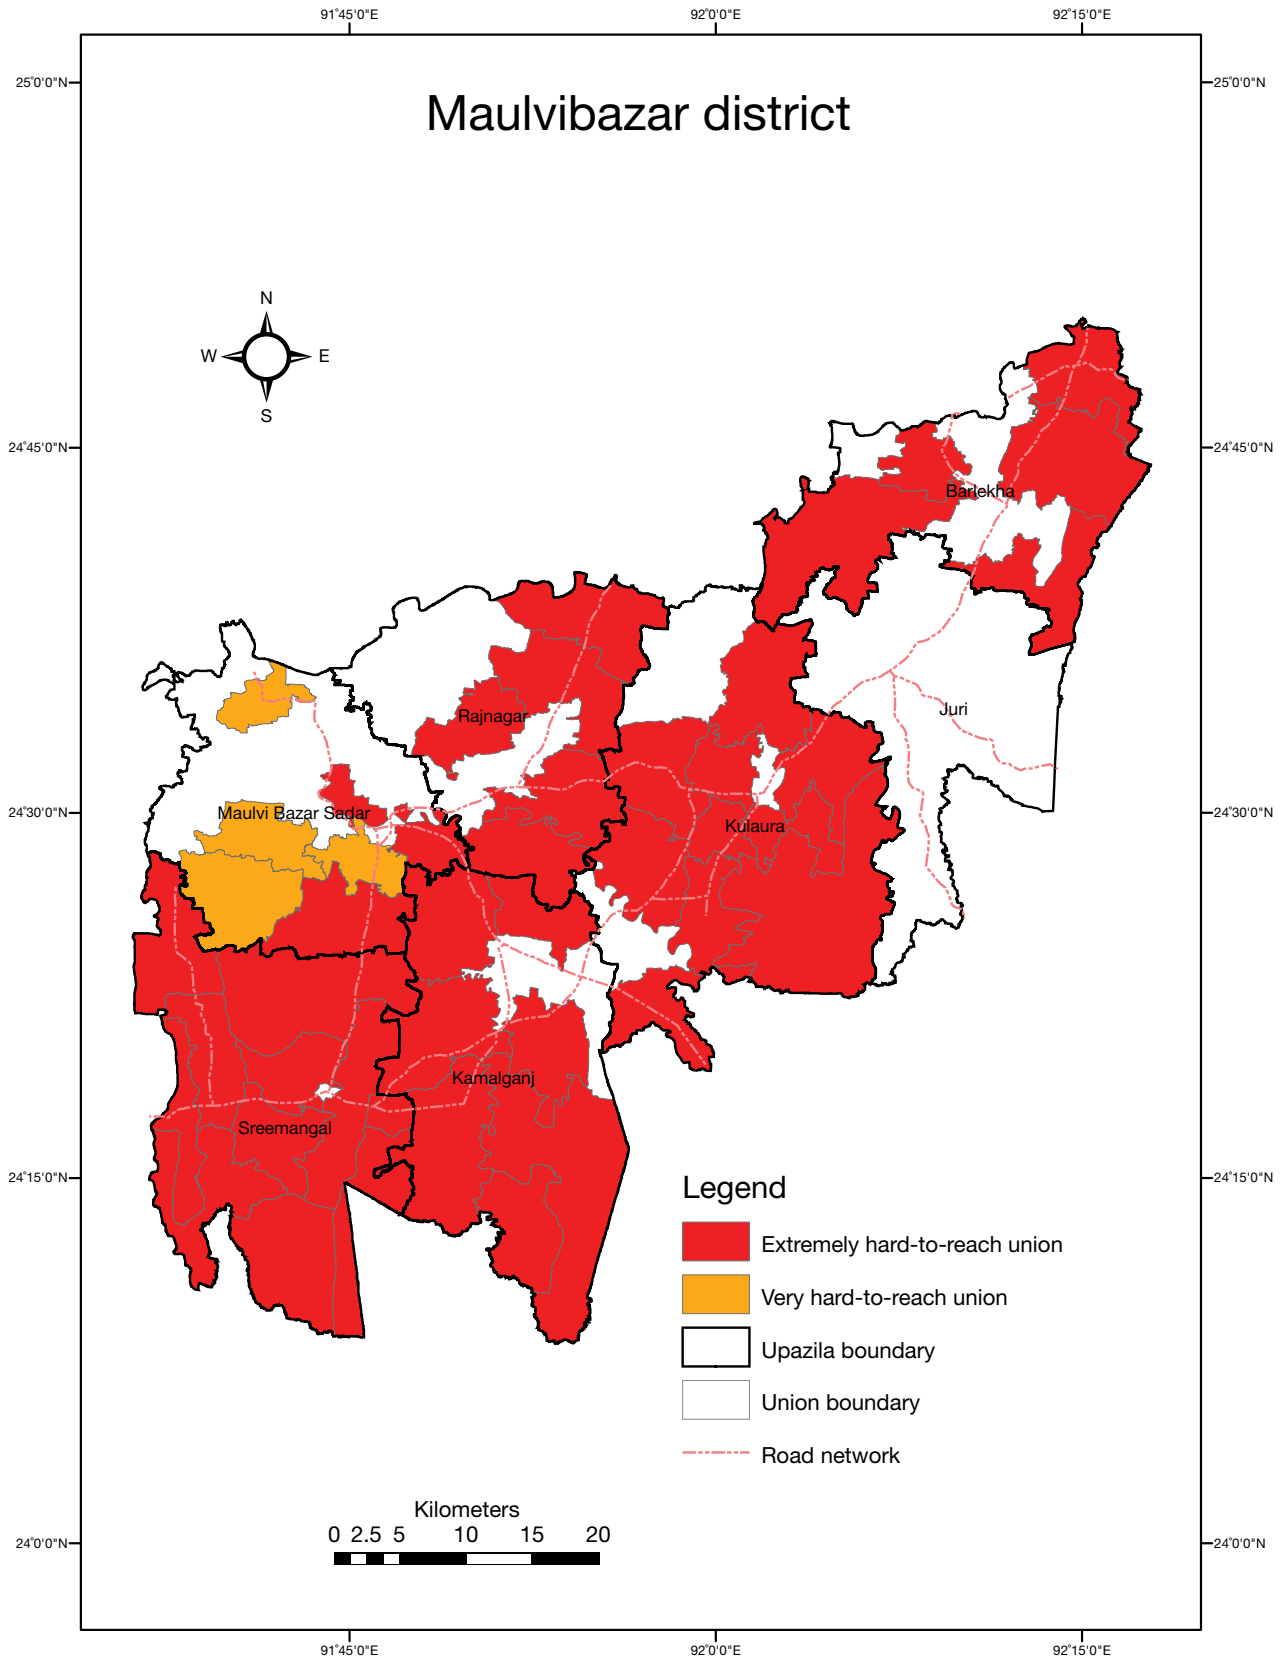 91°45'0"E 92°0'0"E 92°15'0"E
25°0'0"N 25°0'0"N
Maulvibazar district
N
W E
S
24°45'0"N 24°45'0"N
Barlekha
Rajnagar
Juri
24°30'0"N 24°30'0"N
Maulvi Bazar Sadar
Kulaura
Kamalganj
Sreemangal
24°15'0"N 24°15'0"N
Legend
Extremely hard-to-reach union
Very hard-to-reach union
Upazila boundary
Union boundary
Road network
Kilometers
0 2.5 5 10 15 20
24°0'0"N 24°0'0"N
91°45'0"E 92°0'0"E 92°15'0"E